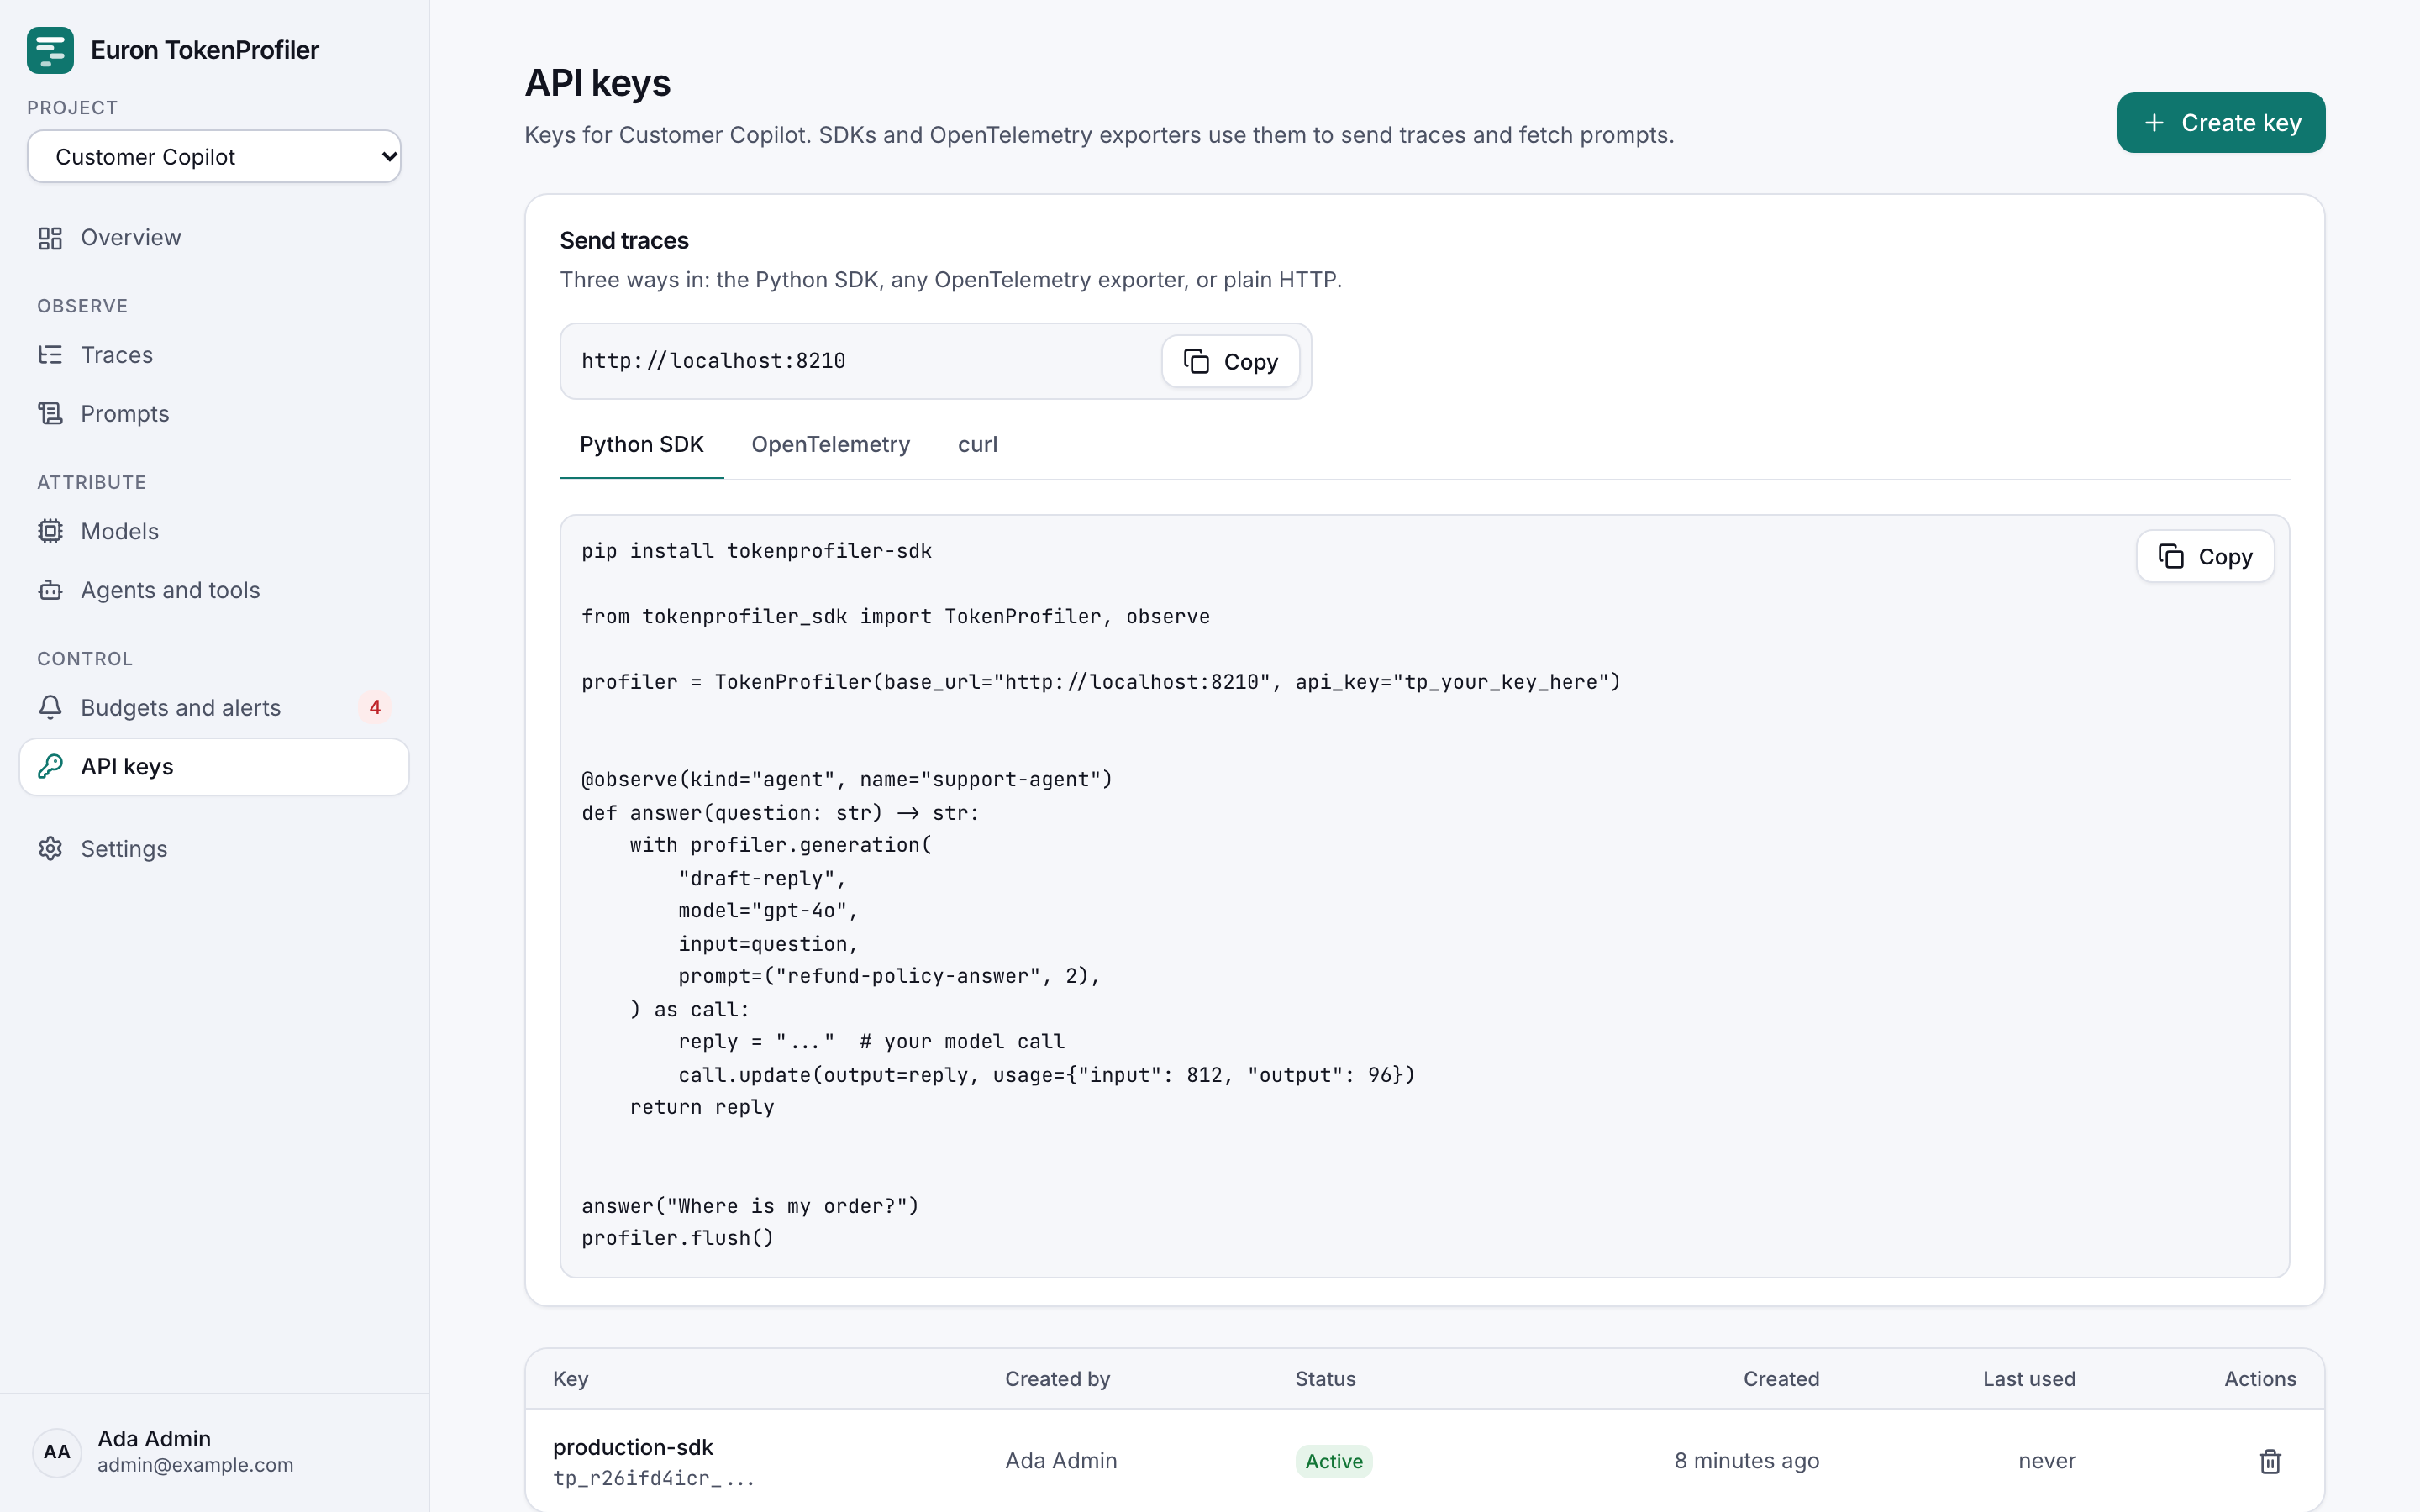 Euron TokenProfiler
PROJECT
Customer Copilot
Overview
OBSERVE
Traces
Prompts
ATTRIBUTE
Models
Agents and tools
CONTROL
Budgets and alerts 4
API keys
Settings
AA
Ada Admin
admin@example.com
API keys
Keys for Customer Copilot. SDKs and OpenTelemetry exporters use them to send traces and fetch prompts.
+ Create key
Send traces
Three ways in: the Python SDK, any OpenTelemetry exporter, or plain HTTP.
http://localhost:8210 Copy
Python SDK OpenTelemetry curl
Copy
pip install tokenprofiler-sdk
from tokenprofiler_sdk import TokenProfiler, observe
profiler = TokenProfiler(base_url="http://localhost:8210", api_key="tp_your_key_here")
@observe(kind="agent", name="support-agent")
def answer(question: str) -> str:
    with profiler.generation(
        "draft-reply",
        model="gpt-4o",
        input=question,
        prompt=("refund-policy-answer", 2),
    ) as call:
        reply = "..."  # your model call
        call.update(output=reply, usage={"input": 812, "output": 96})
    return reply
answer("Where is my order?")
profiler.flush()
Key Created by Status Created Last used Actions
production-sdk
tp_r26ifd4icr_...
Ada Admin Active 8 minutes ago never